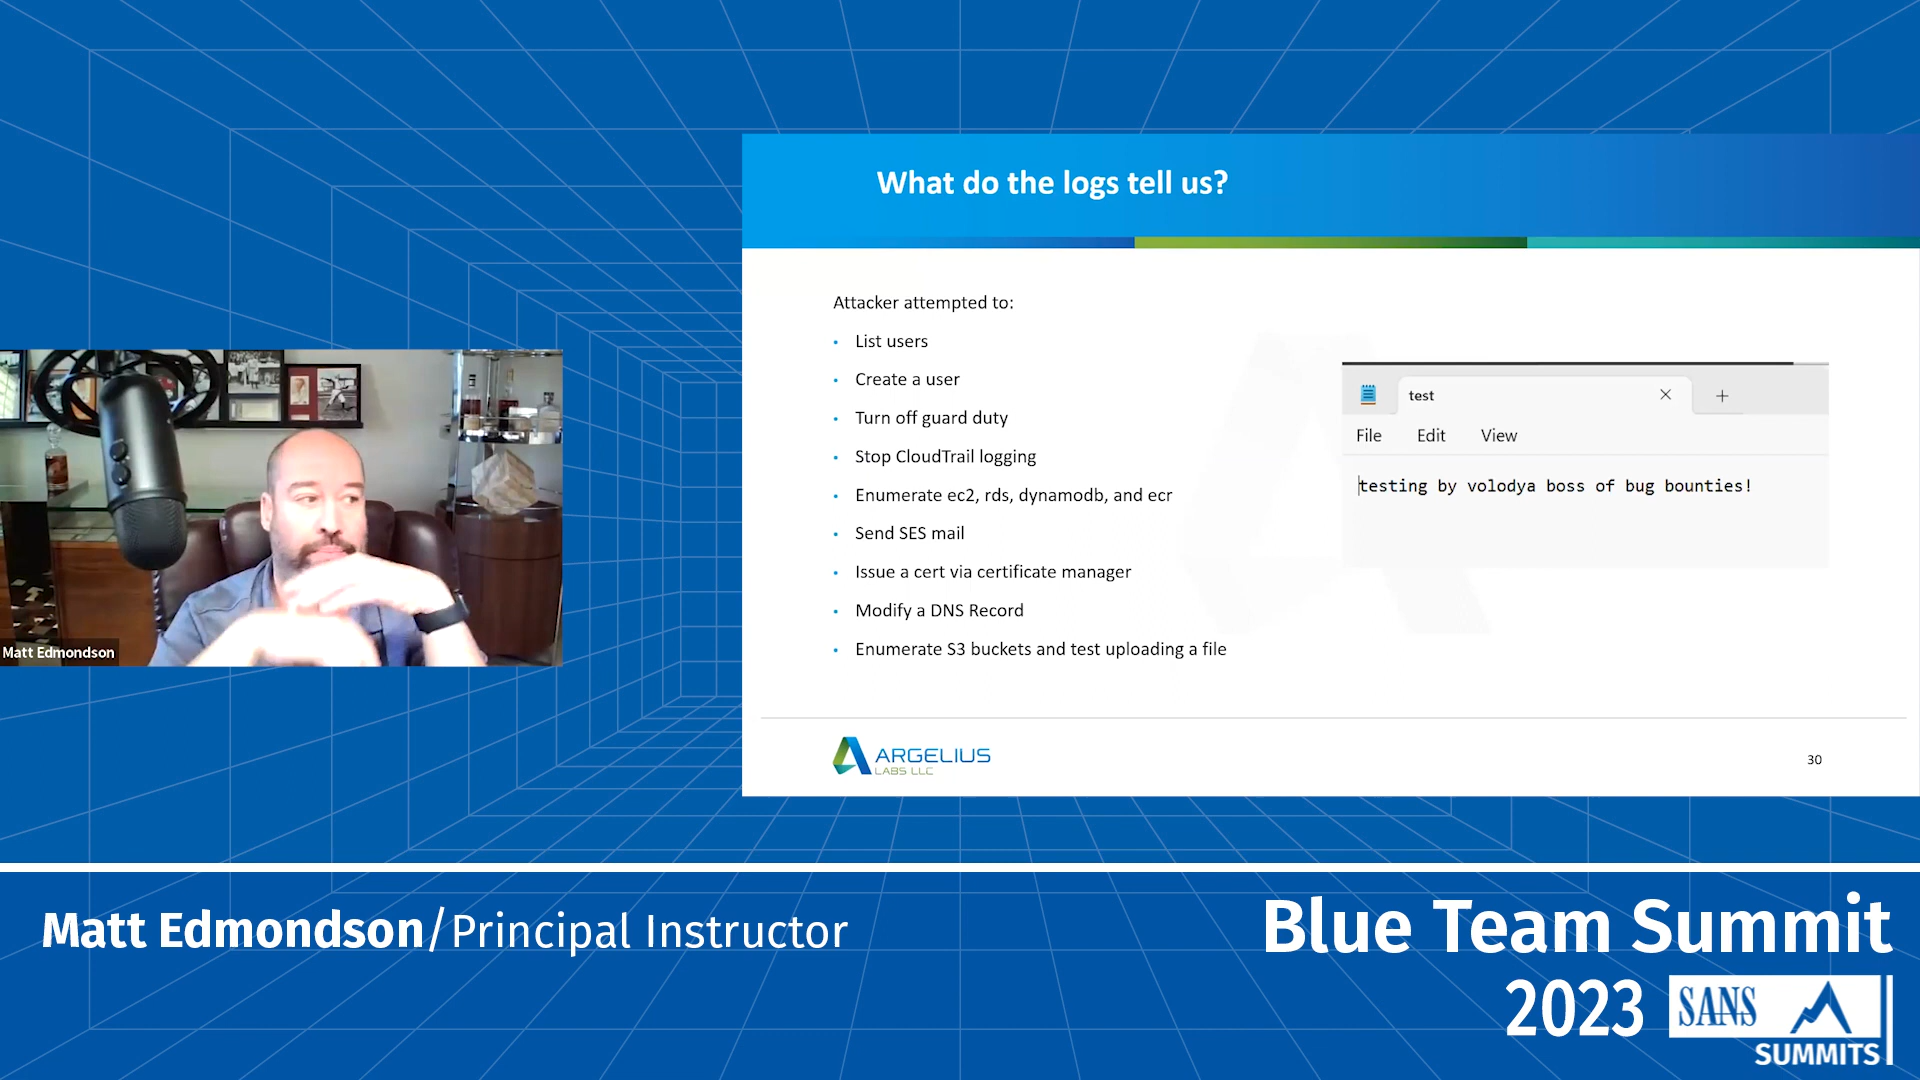 What do the logs tell us?
Attacker attempted to:
• List users
• Create a user
• Turn off guard duty
• Stop CloudTrail logging
• Enumerate ec2, rds, dynamodb, and ecr
• Send SES mail
• Issue a cert via certificate manager
• Modify a DNS Record
• Enumerate S3 buckets and test uploading a file
test
File Edit View
testing by volodya boss of bug bounties!
ARGELIUS
LABS LLC
30
Matt Edmondson
Matt Edmondson/Principal Instructor
Blue Team Summit
2023
SANS
SUMMITS